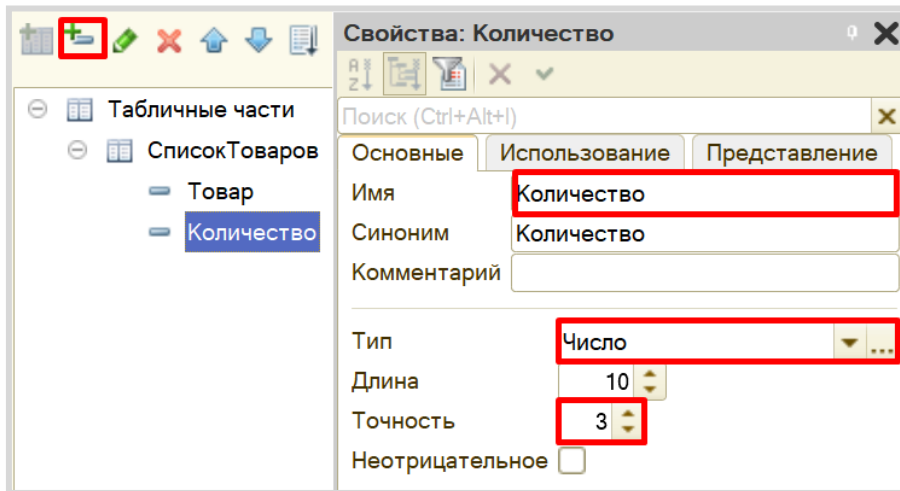 Табличные части
СписокТоваров
Товар
Количество
Свойства: Количество
Поиск (Ctrl+Alt+I)
Основные Использование Представление
Имя Количество
Синоним Количество
Комментарий
Тип Число ...
Длина 10
Точность 3
Неотрицательное